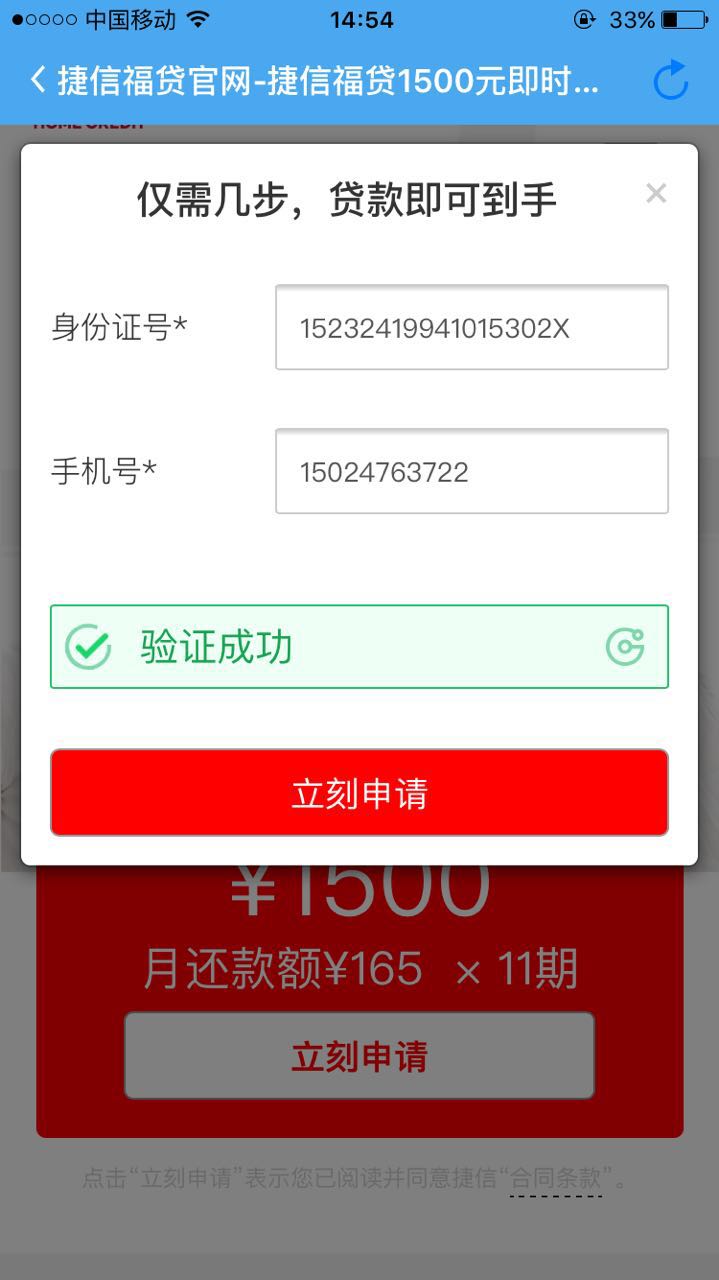 中国移动 14:54 33%
捷信福贷官网-捷信福贷1500元即时...
HOME CREDIT
仅需几步，贷款即可到手
×
身份证号* 15232419941015302X
手机号* 15024763722
验证成功
立刻申请
¥1500
月还款额¥165 × 11期
立刻申请
点击“立刻申请”表示您已阅读并同意捷信“合同条款”。